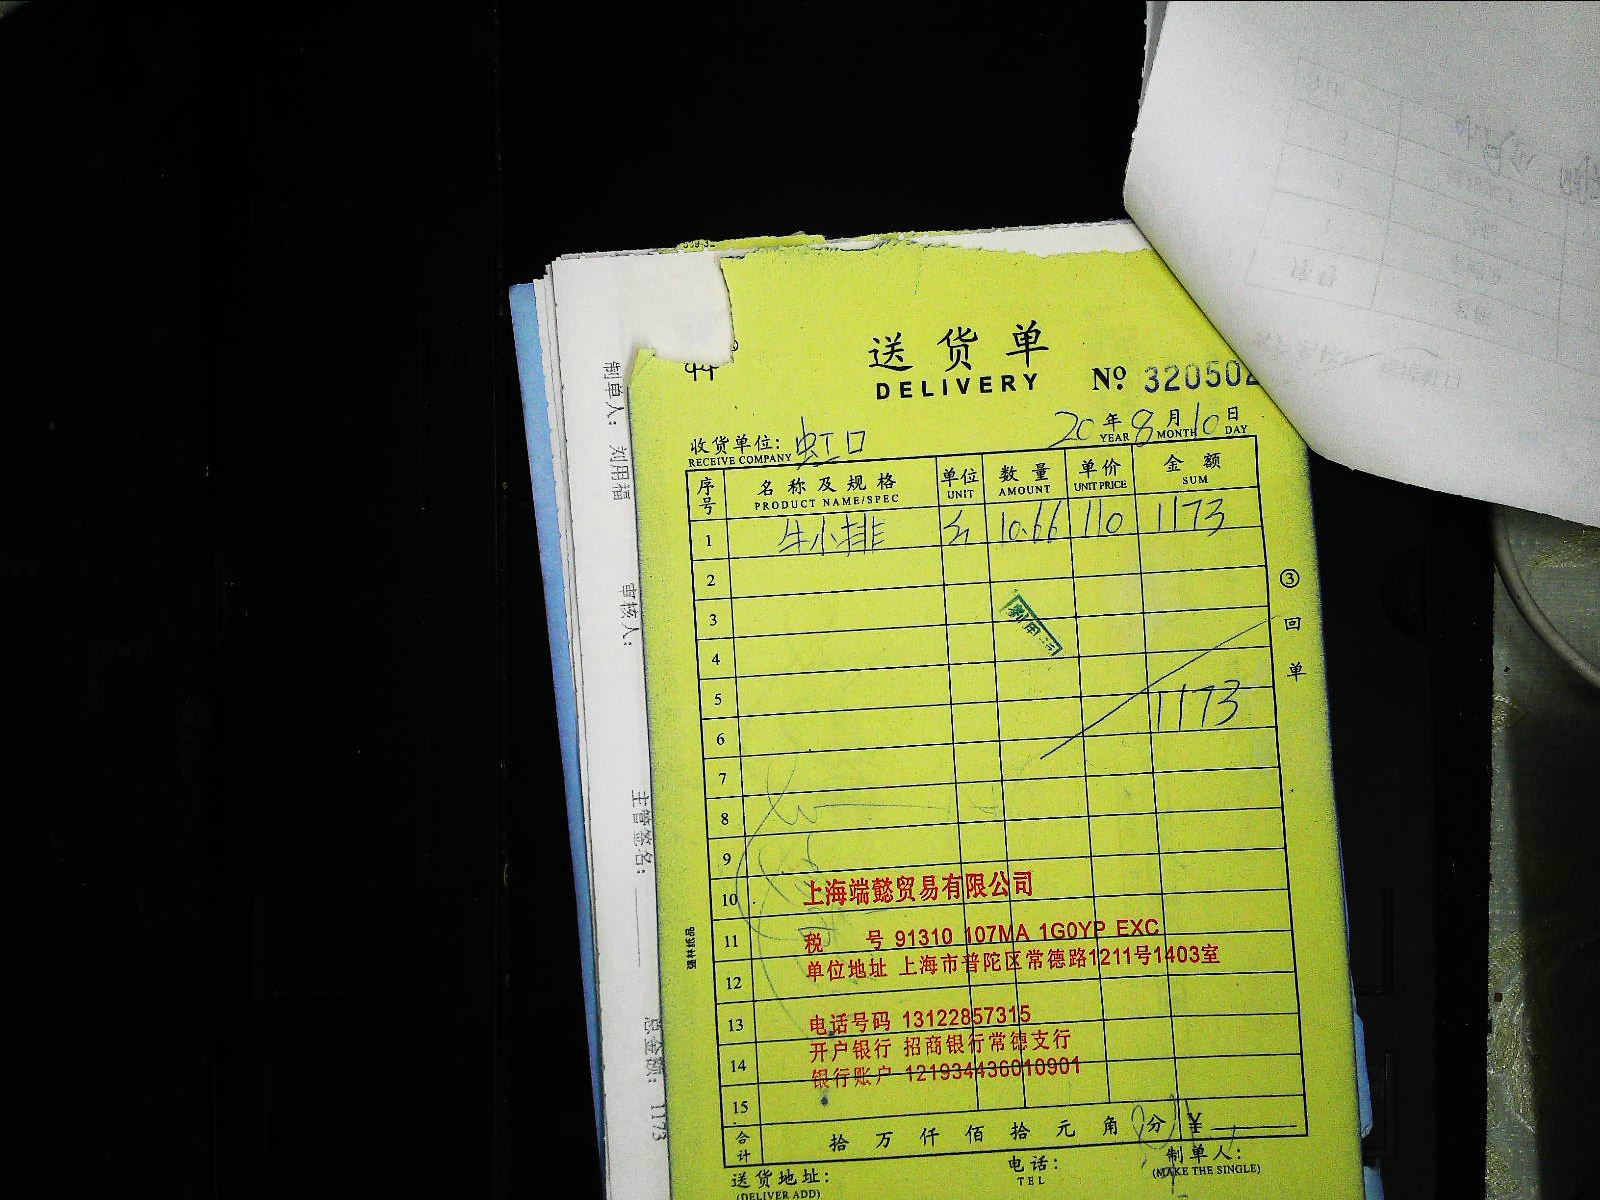 送货单
DELIVERY
No 320502
收货单位: 虹口
RECEIVE COMPANY
20年8月10日
YEAR MONTH DAY
序号 名称及规格 单位 数量 单价 金额
PRODUCT NAME/SPEC UNIT AMOUNT UNIT PRICE SUM
1 牛小排 10.66 110 1173
2
3
4
5
1173
6
7
8
9
10
上海端懿贸易有限公司
11
税 号 91310 107MA 1G0YP EXC
单位地址 上海市普陀区常德路1211号1403室
12
13
电话号码 13122857315
开户银行 招商银行常德支行
14
银行账户 121934436010901
15
合计 拾 万 仟 佰 拾 元 角 分 ¥
送货地址:
(DELIVER ADD)
电话:
TEL
制单人:
(MAKE THE SINGLE)
③回单
制单人: 刘用福
审核人:
主管签名:
总金额: 1173